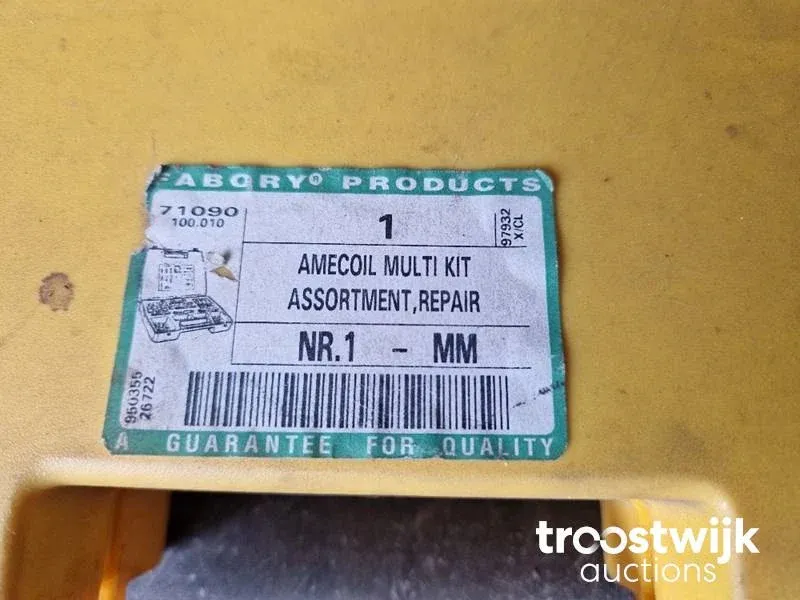 FABORY® PRODUCTS
71090
100.010
1
97932
X/CL
AMECOIL MULTI KIT
ASSORTMENT,REPAIR
NR.1 - MM
950355
26722
A GUARANTEE FOR QUALITY
troostwijk
auctions